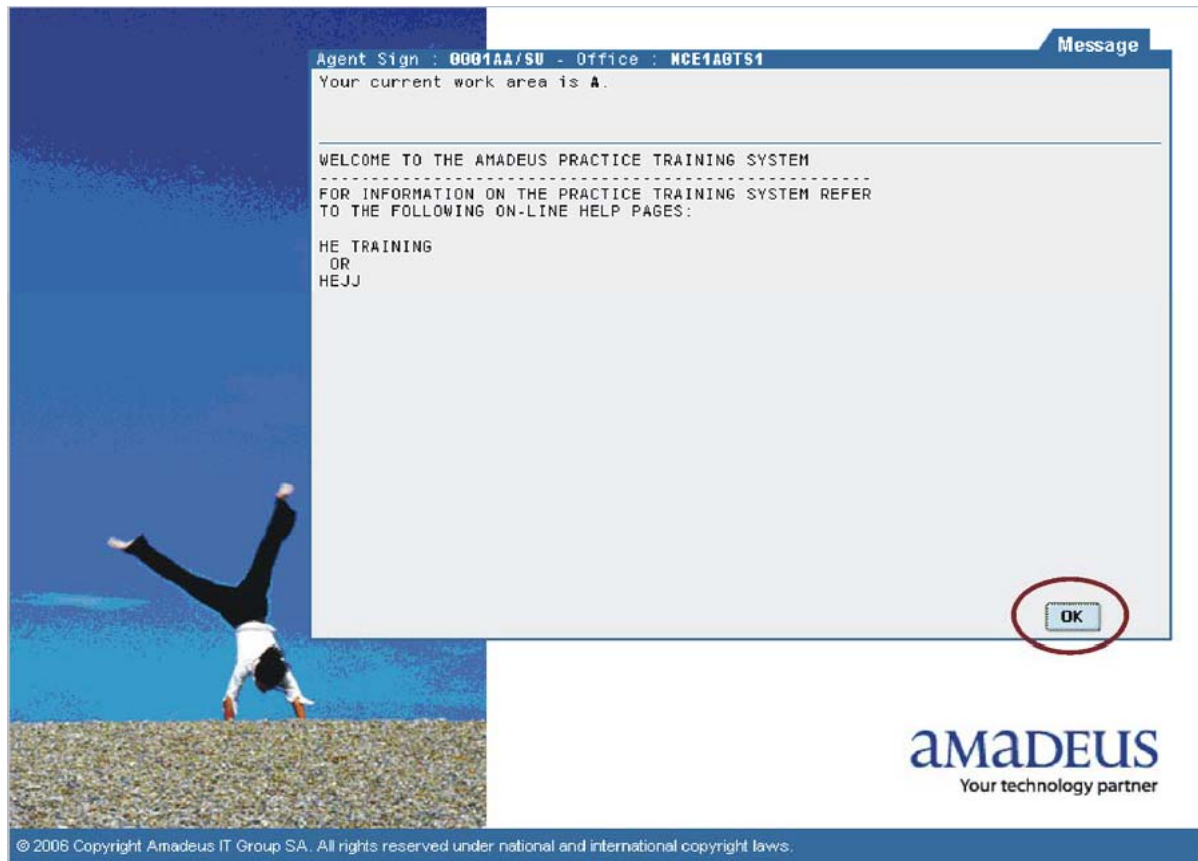 Message
Agent Sign : 0001AA/SU - Office : NCE1A0TS1
Your current work area is A.
WELCOME TO THE AMADEUS PRACTICE TRAINING SYSTEM
------------------------------------------------------
FOR INFORMATION ON THE PRACTICE TRAINING SYSTEM REFER
TO THE FOLLOWING ON-LINE HELP PAGES:
HE TRAINING
OR
HEJJ
OK
amadeus
Your technology partner
© 2006 Copyright Amadeus IT Group SA. All rights reserved under national and international copyright laws.